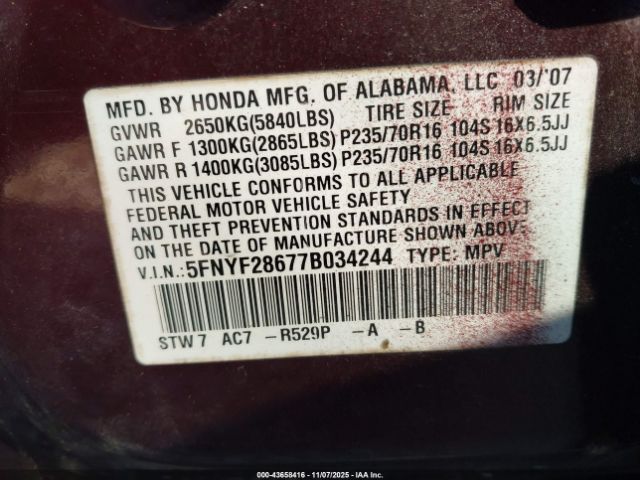 MFD. BY HONDA MFG. OF ALABAMA, LLC 03/'07
GVWR 2650KG(5840LBS) TIRE SIZE RIM SIZE
GAWR F 1300KG(2865LBS) P235/70R16 104S 16X6.5JJ
GAWR R 1400KG(3085LBS) P235/70R16 104S 16X6.5JJ
THIS VEHICLE CONFORMS TO ALL APPLICABLE
FEDERAL MOTOR VEHICLE SAFETY
AND THEFT PREVENTION STANDARDS IN EFFECT
ON THE DATE OF MANUFACTURE SHOWN ABOVE
V.I.N.: 5FNYF28677B034244 TYPE: MPV
STW7 AC7 -R529P -A -B
000-43658416 - 11/07/2025 - IAA Inc.